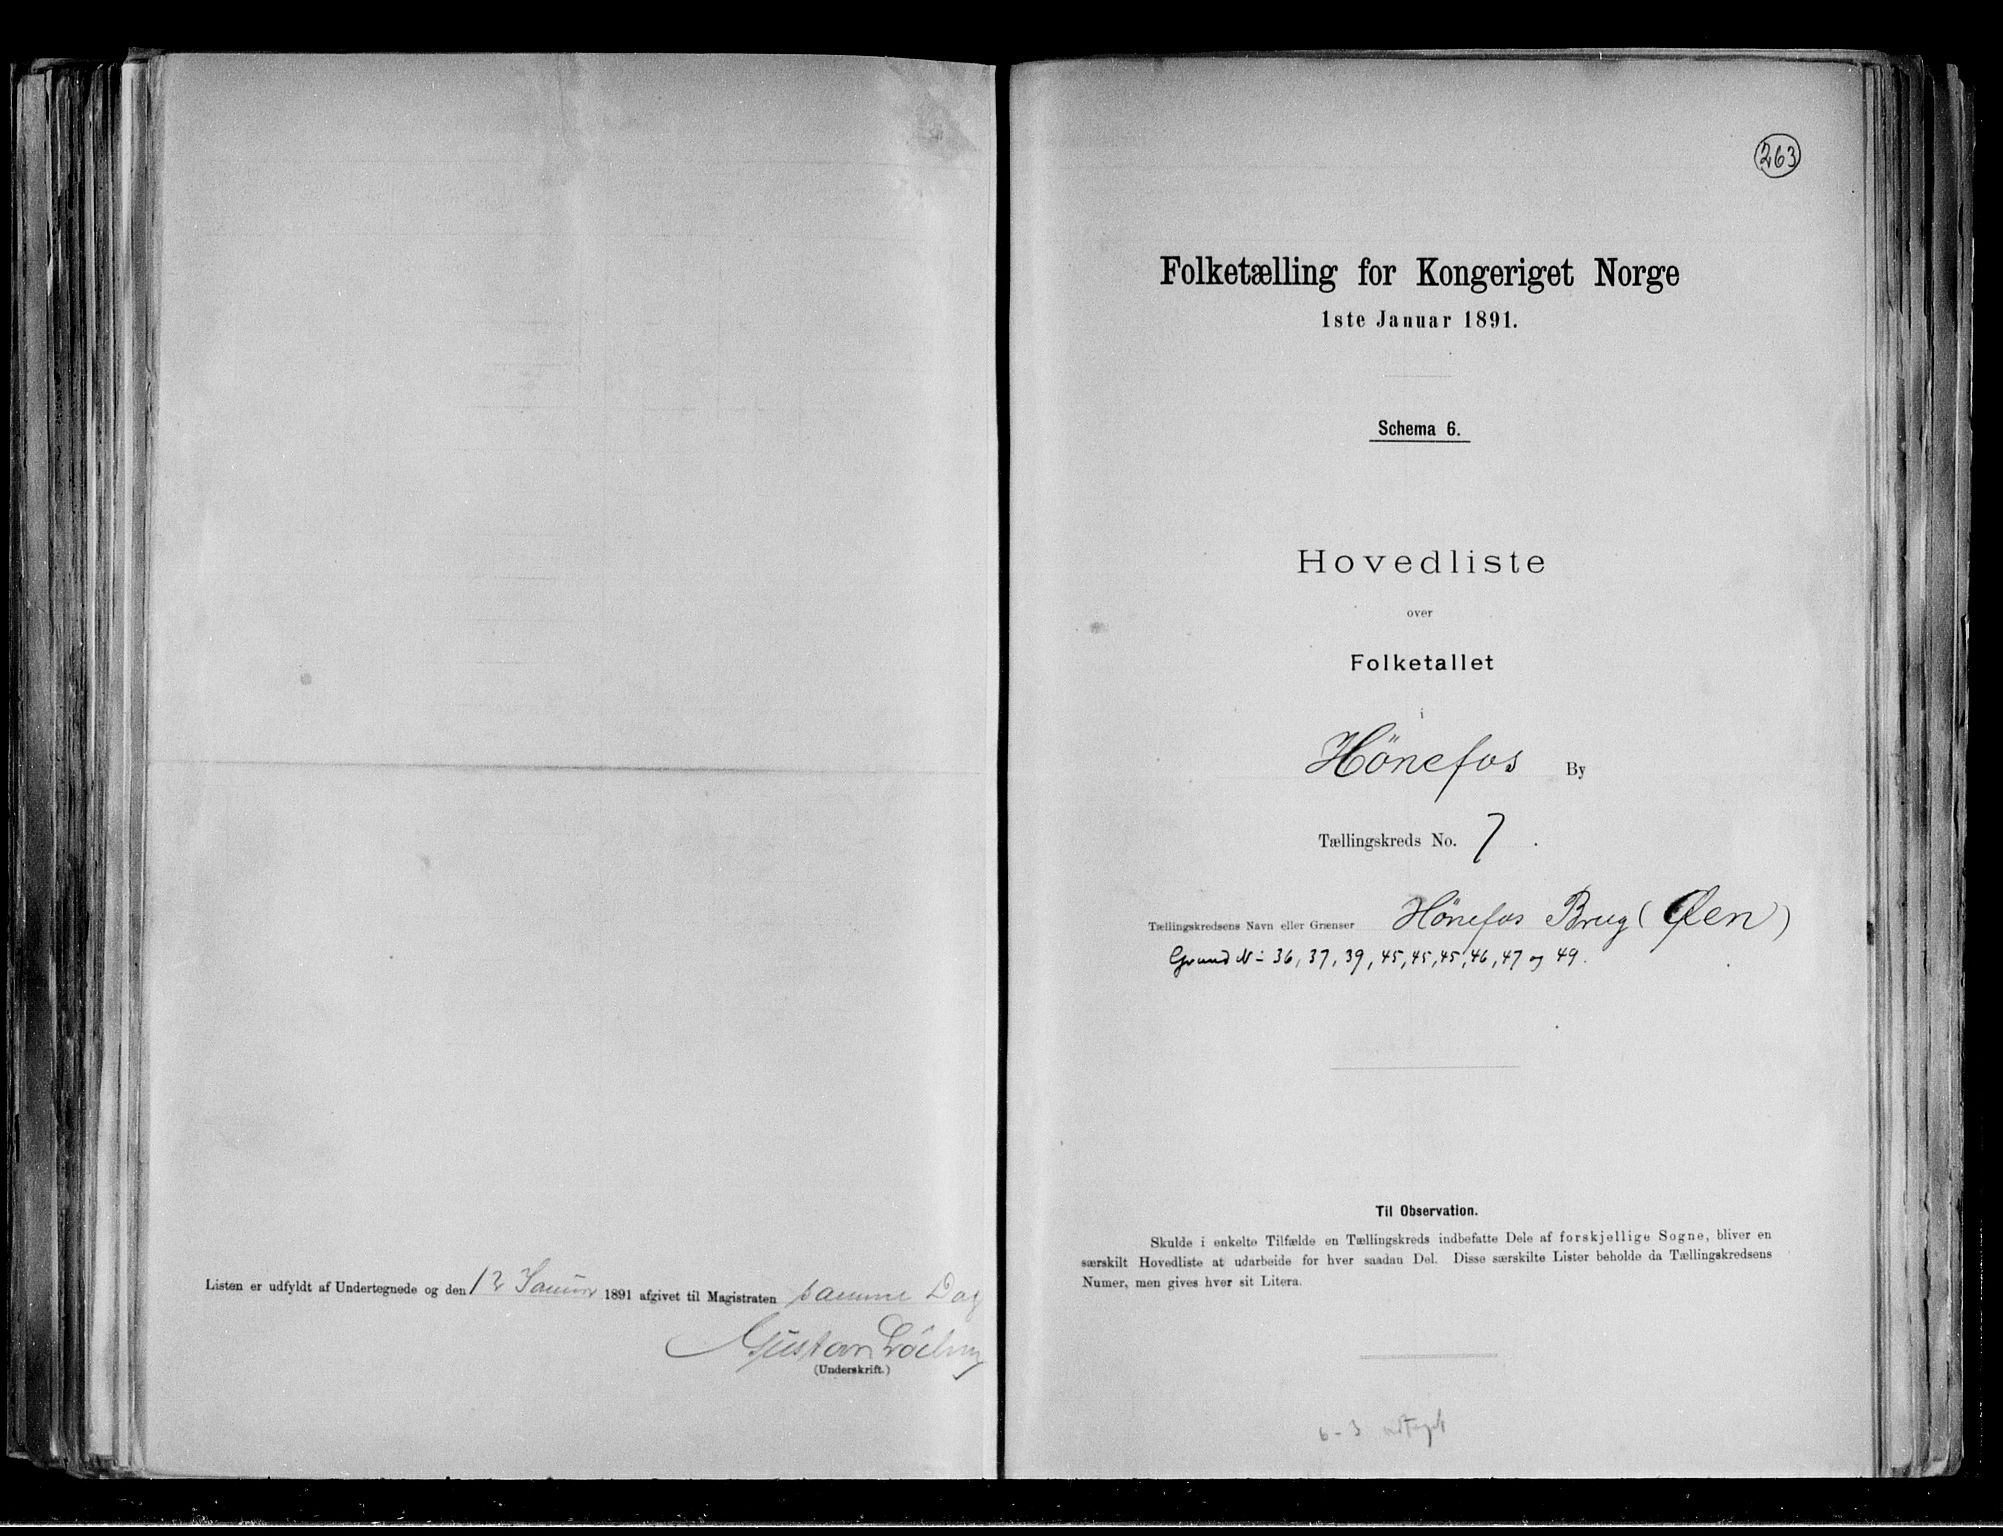 Listen er udfyldt af Undertegnede og den 12 Januar 1891 afgivet til Magistraten samme Dag
Gustav
(Underskrift.)
263
Folketælling for Kongeriget Norge
1ste Januar 1891.
Schema 6.
Hovedliste
over
Folketallet
i
Hönefos By
Tællingskreds No. 7.
Tællingskredsens Navn eller Grænser Hönefos Brug (Øen)
Grund N: 36, 37, 39, 45, 45, 45, 46, 47 og 49.
Til Observation.
Skulde i enkelte Tilfælde en Tællingskreds indbefatte Dele af forskjellige Sogne, bliver en
særskilt Hovedliste at udarbeide for hver saadan Del. Disse særskilte Lister beholde da Tællingskredsens
Numer, men gives hver sit Litera.
6-3